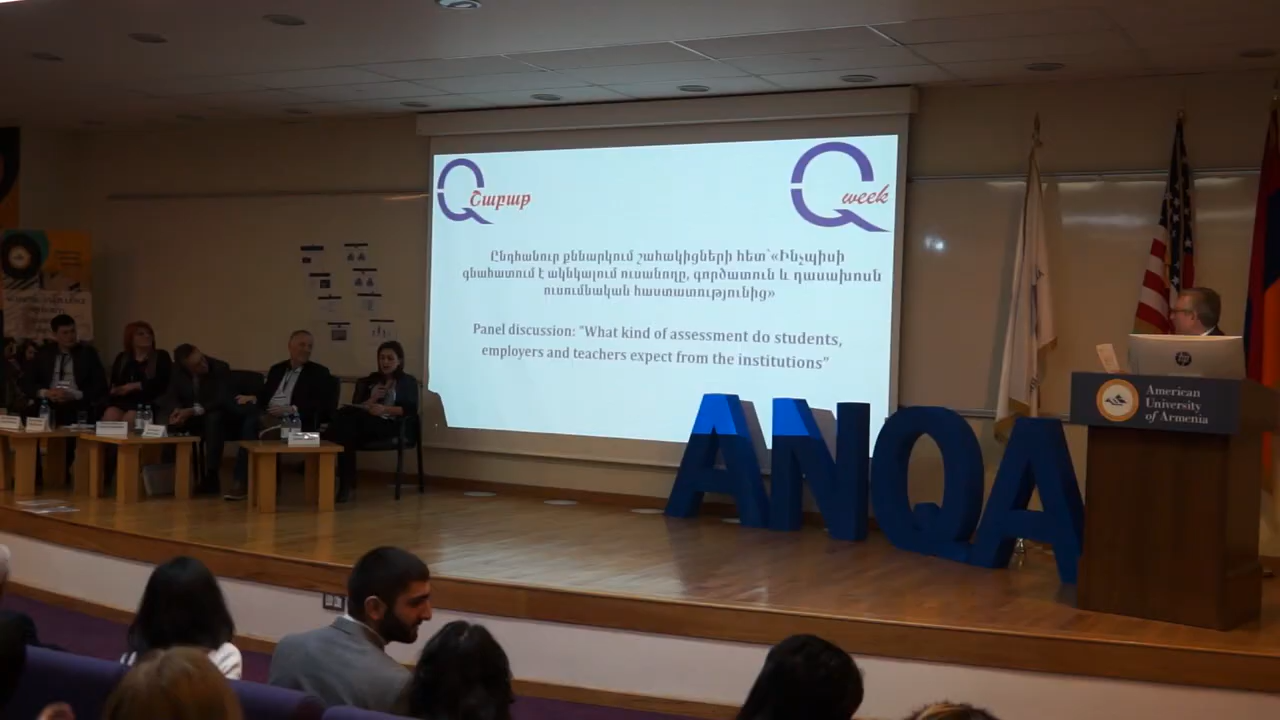 Q Շաբաթ
Q week
Ընդհանուր քննարկում շահակիցների հետ՝ «Ինչպիսի
գնահատում է ակնկալում ուսանողը, գործատուն և դասախոսն
ուսումնական հաստատությունից»
Panel discussion: "What kind of assessment do students,
employers and teachers expect from the institutions”
ANQA
American
University
of Armenia
hp